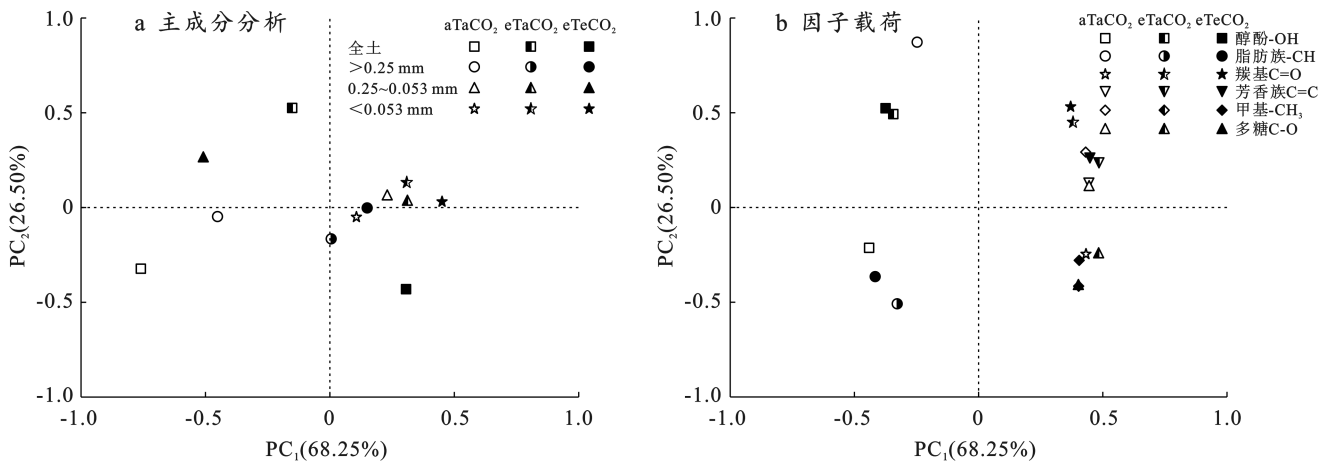 a 主成分分析
aTaCO₂ eTaCO₂ eTeCO₂
全土
>0.25 mm
0.25~0.053 mm
<0.053 mm
1.0
0.5
0
-0.5
-1.0
PC₂(26.50%)
-1.0 -0.5 0 0.5 1.0
PC₁(68.25%)
b 因子载荷
aTaCO₂ eTaCO₂ eTeCO₂
醇酚-OH
脂肪族-CH
羰基C=O
芳香族C=C
甲基-CH₃
多糖C-O
1.0
0.5
0
-0.5
-1.0
PC₂(26.50%)
-1.0 -0.5 0 0.5 1.0
PC₁(68.25%)